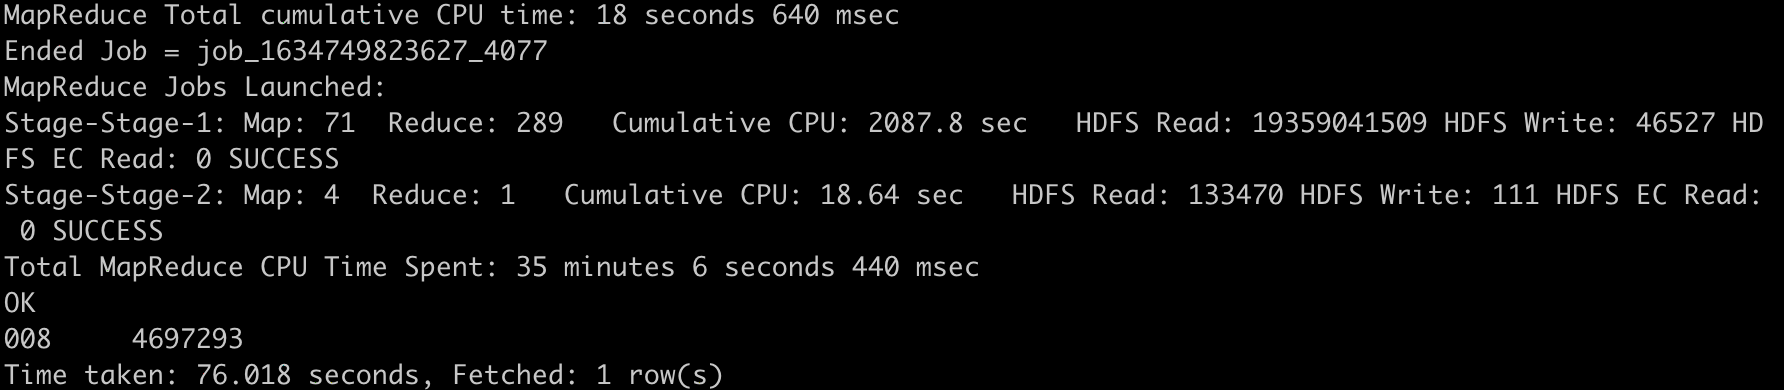 MapReduce Total cumulative CPU time: 18 seconds 640 msec
Ended Job = job_1634749823627_4077
MapReduce Jobs Launched:
Stage-Stage-1: Map: 71  Reduce: 289   Cumulative CPU: 2087.8 sec   HDFS Read: 19359041509 HDFS Write: 46527 HD
FS EC Read: 0 SUCCESS
Stage-Stage-2: Map: 4  Reduce: 1   Cumulative CPU: 18.64 sec   HDFS Read: 133470 HDFS Write: 111 HDFS EC Read:
 0 SUCCESS
Total MapReduce CPU Time Spent: 35 minutes 6 seconds 440 msec
OK
008     4697293
Time taken: 76.018 seconds, Fetched: 1 row(s)